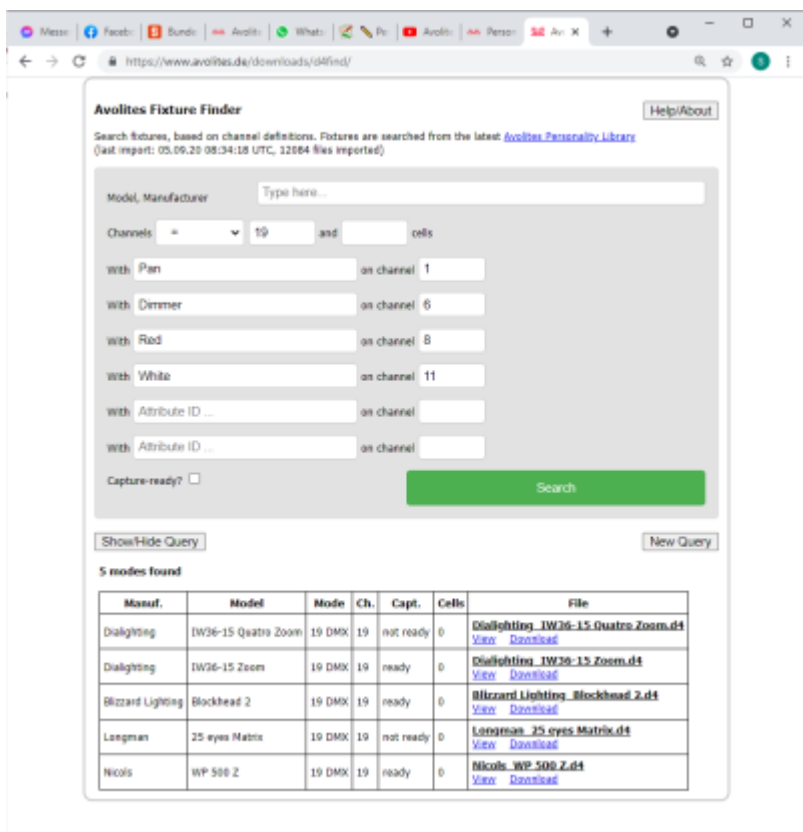 Messe
Faceb
Bundl
Avolit
Whats
Pe
Avolit
Person
Avi
https://www.avolites.de/downloads/d4find/
S
Avolites Fixture Finder
Help/About
Search fixtures, based on channel definitions. Fixtures are searched from the latest Avolites Personality Library
(last import: 05.09.20 08:34:18 UTC, 12084 files imported)
Model, Manufacturer Type here...
Channels = 19 and cells
With Pan on channel 1
With Dimmer on channel 6
With Red on channel 8
With White on channel 11
With Attribute ID ... on channel
With Attribute ID ... on channel
Capture-ready?
Search
Show/Hide Query New Query
5 modes found
Manuf. Model Mode Ch. Capt. Cells File
Dialighting IW36-15 Quatro Zoom 19 DMX 19 not ready 0 Dialighting_IW36-15 Quatro Zoom.d4
View Download
Dialighting IW36-15 Zoom 19 DMX 19 ready 0 Dialighting_IW36-15 Zoom.d4
View Download
Blizzard Lighting Blockhead 2 19 DMX 19 ready 0 Blizzard Lighting_Blockhead 2.d4
View Download
Longman 25 eyes Matrix 19 DMX 19 not ready 0 Longman_25 eyes Matrix.d4
View Download
Nicols WP 500 Z 19 DMX 19 ready 0 Nicols_WP 500 Z.d4
View Download